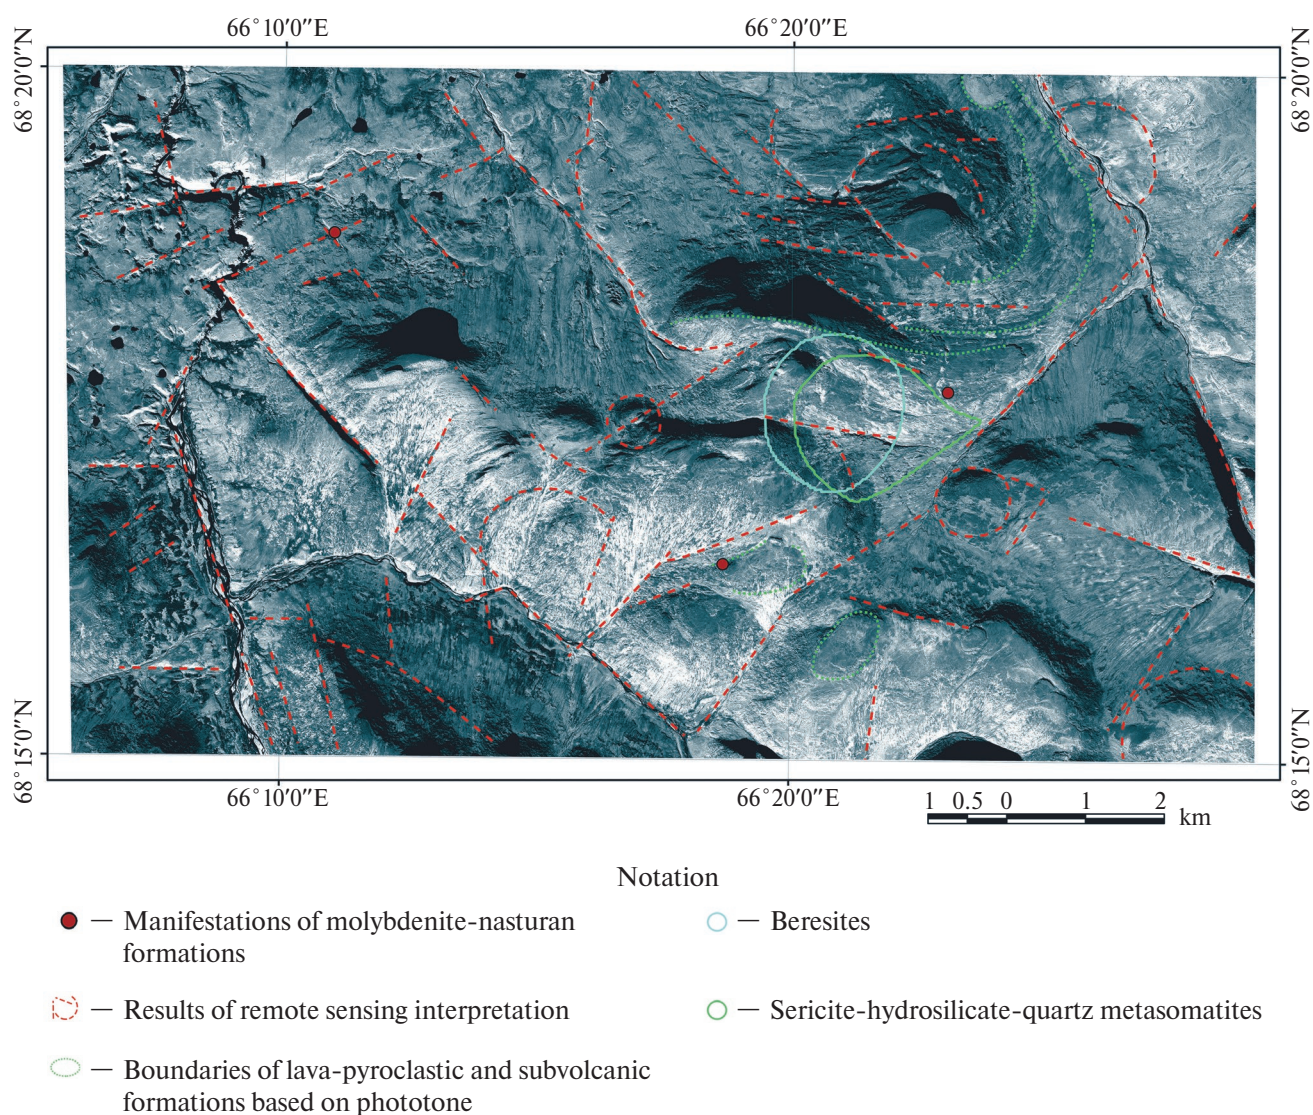 66°10′0″E 66°20′0″E
68°20′0″N 68°20′0″N
68°15′0″N 68°15′0″N
66°10′0″E 66°20′0″E
1 0.5 0 1 2
km
Notation
— Manifestations of molybdenite-nasturan
formations
— Beresites
— Results of remote sensing interpretation
— Sericite-hydrosilicate-quartz metasomatites
— Boundaries of lava-pyroclastic and subvolcanic
formations based on phototone